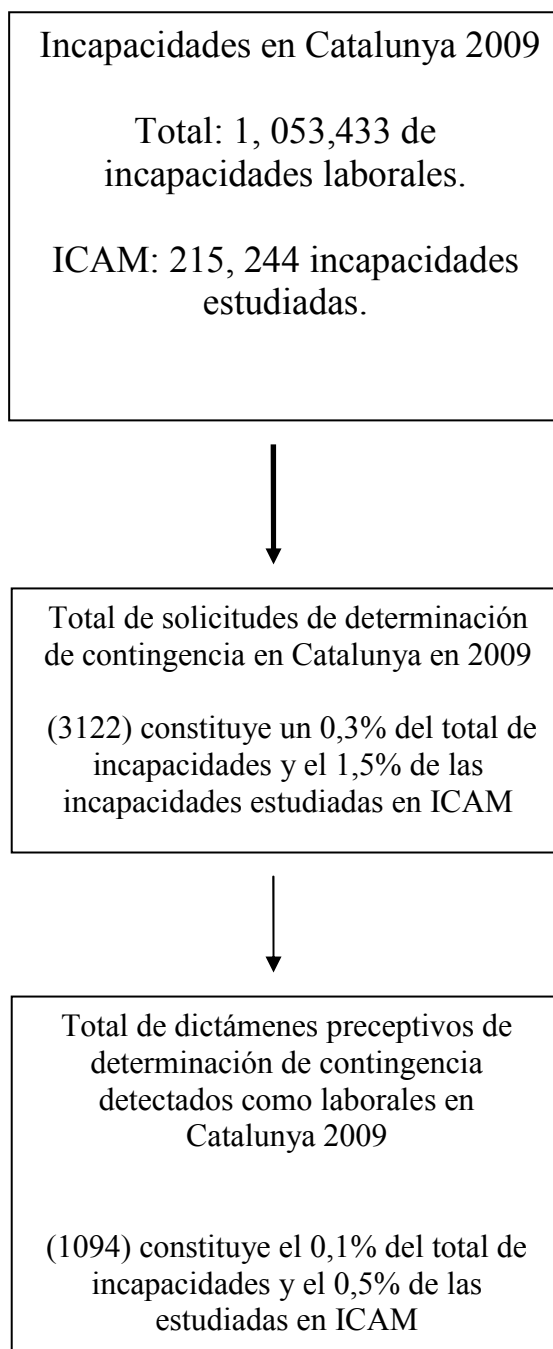 Incapacidades en Catalunya 2009
Total: 1, 053,433 de
incapacidades laborales.
ICAM: 215, 244 incapacidades
estudiadas.
Total de solicitudes de determinación
de contingencia en Catalunya en 2009
(3122) constituye un 0,3% del total de
incapacidades y el 1,5% de las
incapacidades estudiadas en ICAM
Total de dictámenes preceptivos de
determinación de contingencia
detectados como laborales en
Catalunya 2009
(1094) constituye el 0,1% del total de
incapacidades y el 0,5% de las
estudiadas en ICAM